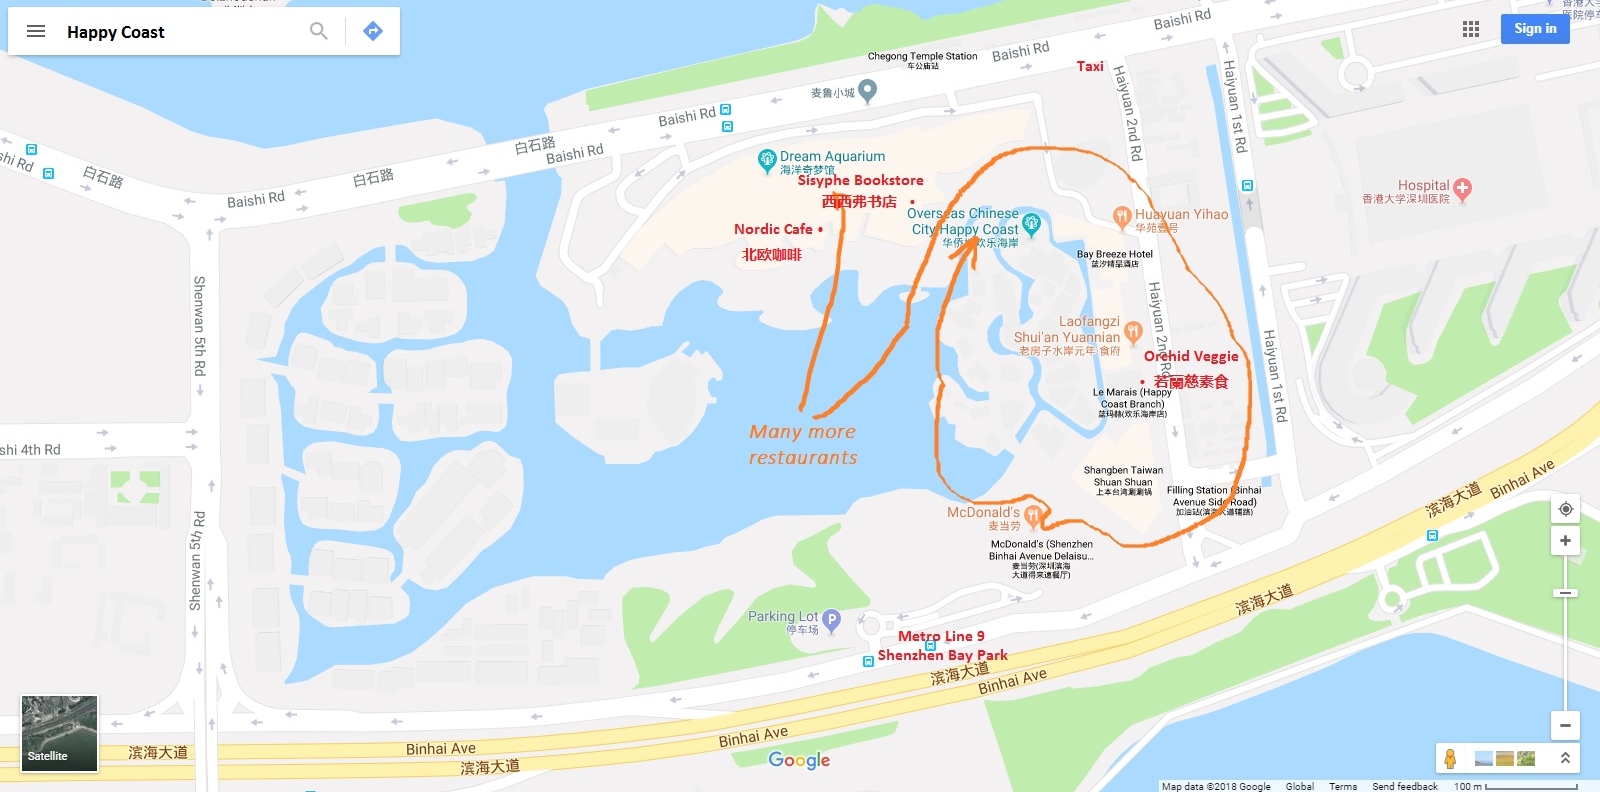 Happy Coast
Sign in
Baishi Rd
Baishi Rd
Taxi
Chegong Temple Station
车公庙站
麦鲁小城
Haiyuan 2nd Rd
Haiyuan 1st Rd
Baishi Rd
白石路
Baishi Rd
shi Rd
白石路
白石路
Baishi Rd
Dream Aquarium
海洋奇梦馆
Sisyphe Bookstore
西西弗书店
Nordic Cafe
北欧咖啡
Overseas Chinese
City Happy Coast
华侨城欢乐海岸
Huayuan Yihao
华苑壹号
Hospital
香港大学深圳医院
香港大学
医院停车
Bay Breeze Hotel
蓝汐精品酒店
Shenwan 5th Rd
Haiyuan 2nd Rd
Haiyuan 1st Rd
Laofangzi
Shui'an Yuannian
老房子水岸元年·食府
Orchid Veggie
若蘭慈素食
Le Marais (Happy
Coast Branch)
蓝玛赫(欢乐海岸店)
Many more
restaurants
shi 4th Rd
Shangben Taiwan
Shuan Shuan
上本台湾涮涮锅
Filling Station (Binhai
Avenue Side Road)
加油站(滨海大道辅路)
McDonald's
麦当劳
McDonald's (Shenzhen
Binhai Avenue Delaisu...
麦当劳(深圳滨海
大道得来速餐厅)
滨海大道
Binhai Ave
Shenwan 5th Rd
滨海大道
Parking Lot
停车场
P
Metro Line 9
Shenzhen Bay Park
滨海大道
Binhai Ave
Satellite
滨海大道
Binhai Ave
滨海大道
Binhai Ave
Google
Map data ©2018 Google
Global
Terms
Send feedback
100 m